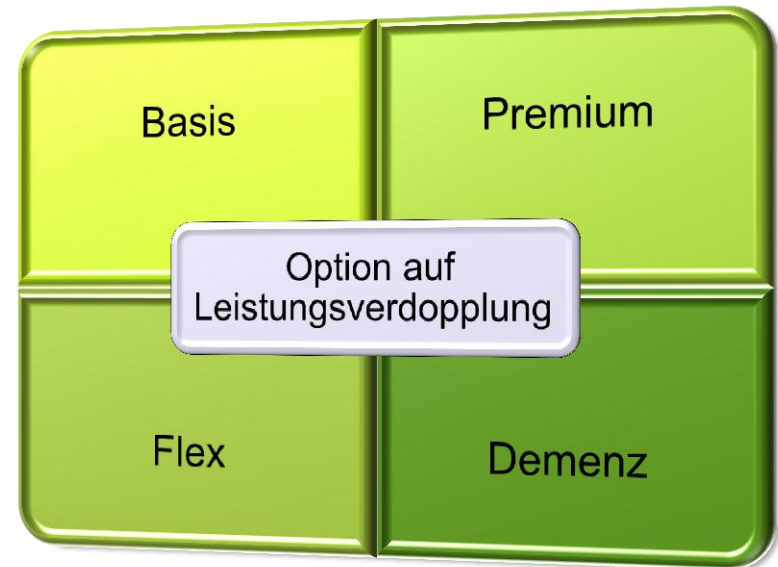 Basis
Premium
Option auf
Leistungsverdopplung
Flex
Demenz